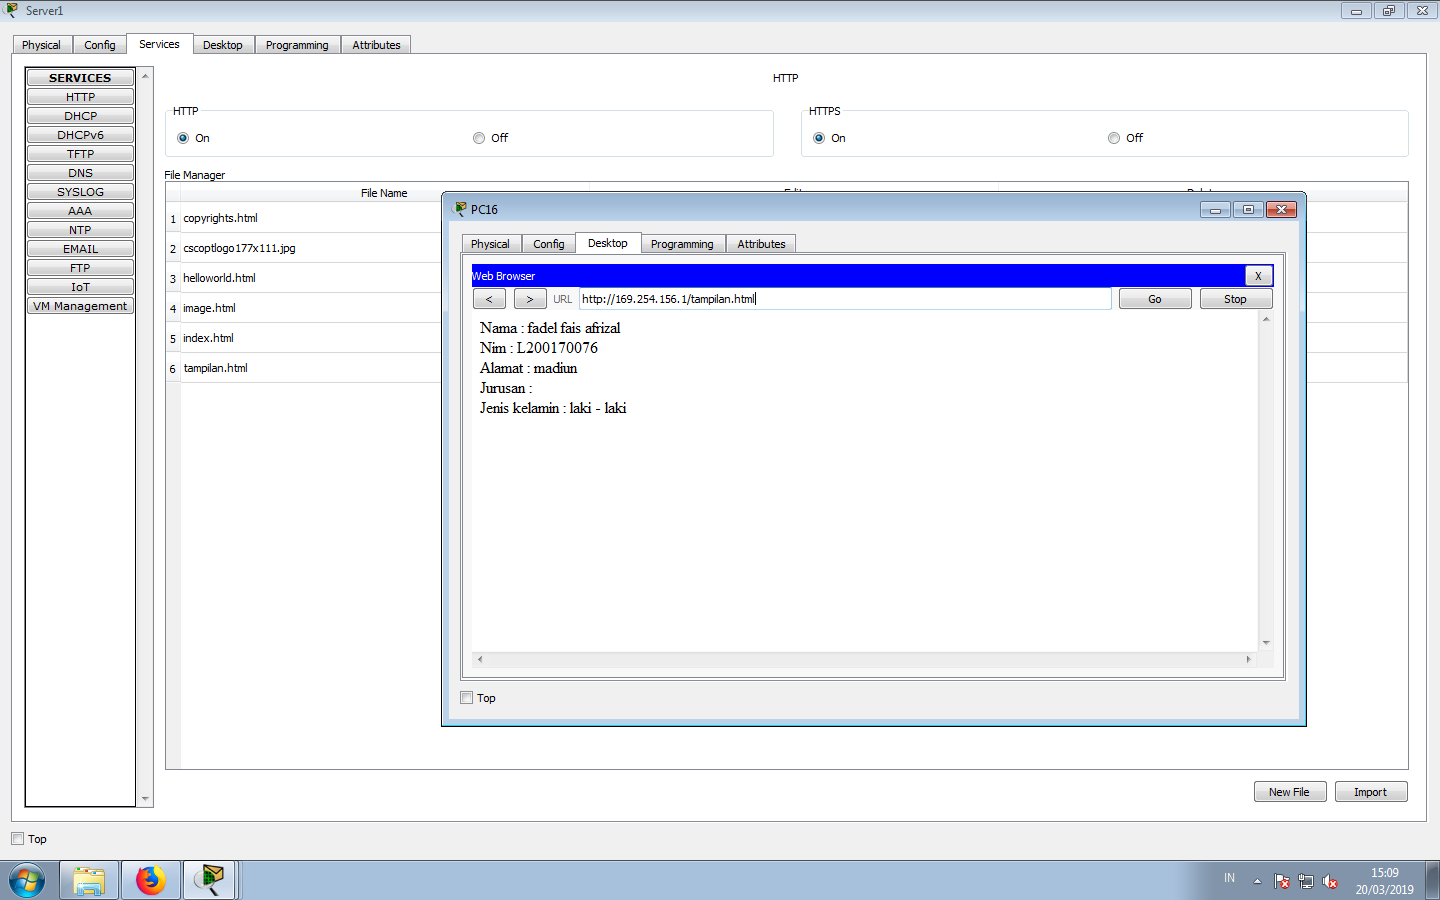 Server1
Physical Config Services Desktop Programming Attributes
SERVICES
HTTP
DHCP
DHCPv6
TFTP
DNS
SYSLOG
AAA
NTP
EMAIL
FTP
IoT
VM Management
HTTP
HTTP
On Off
HTTPS
On Off
File Manager
File Name
1 copyrights.html
2 cscoptlogo177x111.jpg
3 helloworld.html
4 image.html
5 index.html
6 tampilan.html
PC16
Physical Config Desktop Programming Attributes
Web Browser X
< > URL http://169.254.156.1/tampilan.html Go Stop
Nama : fadel fais afrizal
Nim : L200170076
Alamat : madiun
Jurusan :
Jenis kelamin : laki - laki
Top
New File Import
Top
IN 15:09
20/03/2019